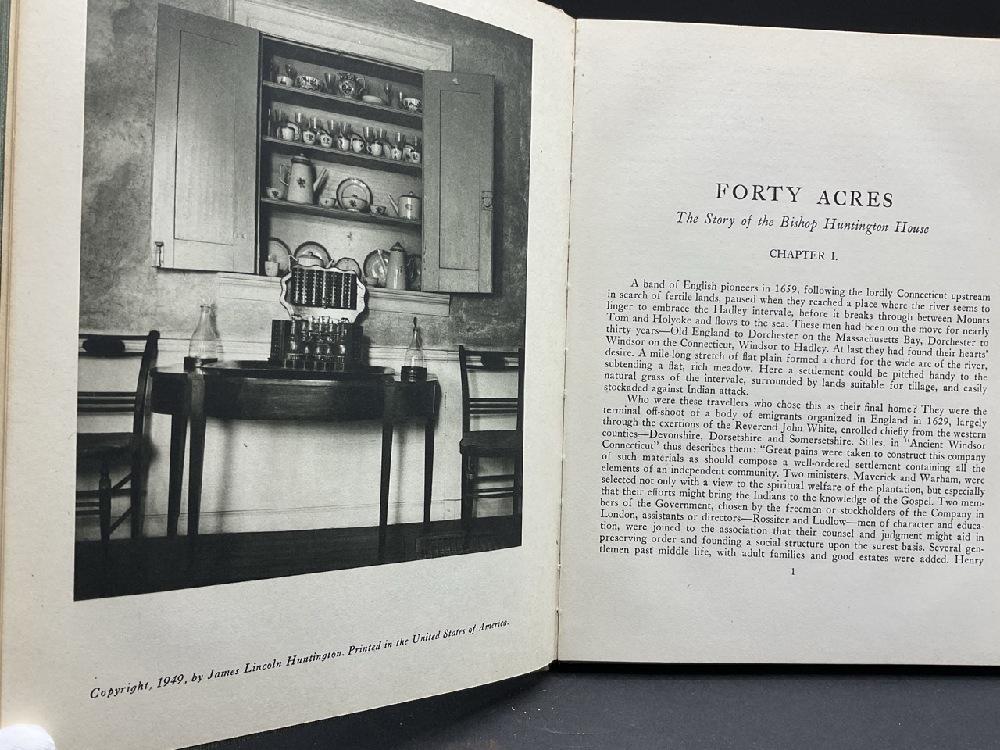 Copyright, 1949, by James Lincoln Huntington. Printed in the United States of America.
FORTY ACRES
The Story of the Bishop Huntington House
CHAPTER I.
A band of English pioneers in 1659, following the lordly Connecticut upstream
in search of fertile lands, paused when they reached a place where the river seems to
linger to embrace the Hadley intervale, before it breaks through between Mounts
Tom and Holyoke and flows to the sea. These men had been on the move for nearly
thirty years—Old England to Dorchester on the Massachusetts Bay, Dorchester to
Windsor on the Connecticut, Windsor to Hadley. At last they had found their hearts'
desire. A mile-long stretch of flat plain formed a chord for the wide arc of the river,
subtending a flat, rich meadow. Here a settlement could be pitched handy to the
natural grass of the intervale, surrounded by lands suitable for tillage, and easily
stockaded against Indian attack.
Who were these travellers who chose this as their final home? They were the
terminal off-shoot of a body of emigrants organized in England in 1629, largely
through the exertions of the Reverend John White, enrolled chiefly from the western
counties—Devonshire, Dorsetshire and Somersetshire. Stiles, in "Ancient Windsor
Connecticut" thus describes them: "Great pains were taken to construct this company
of such materials as should compose a well-ordered settlement containing all the
elements of an independent community. Two ministers, Maverick and Warham, were
selected not only with a view to the spiritual welfare of the plantation, but especially
that their efforts might bring the Indians to the knowledge of the Gospel. Two mem-
bers of the Government, chosen by the freemen or stockholders of the Company in
London, assistants or directors—Rossiter and Ludlow—men of character and educa-
tion, were joined to the association that their counsel and judgment might aid in
preserving order and founding a social structure upon the surest basis. Several gen-
tlemen past middle life, with adult families and good estates were added. Henry
1